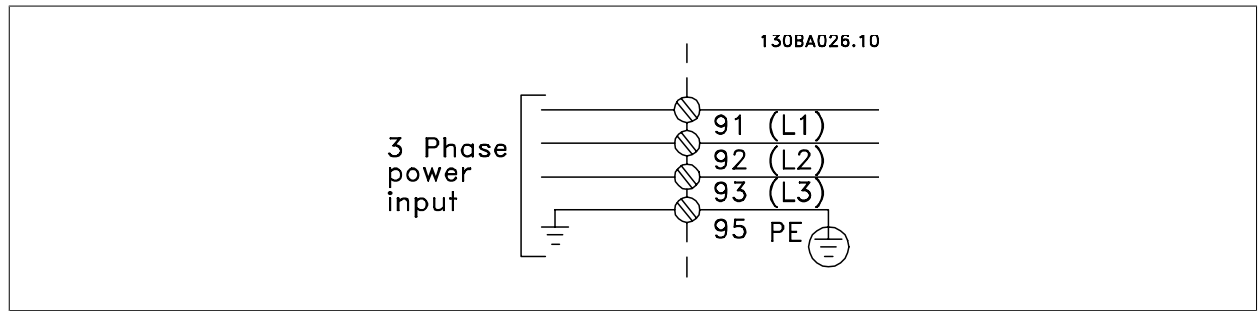 130BA026.10
3 Phase
power
input
91 (L1)
92 (L2)
93 (L3)
95 PE